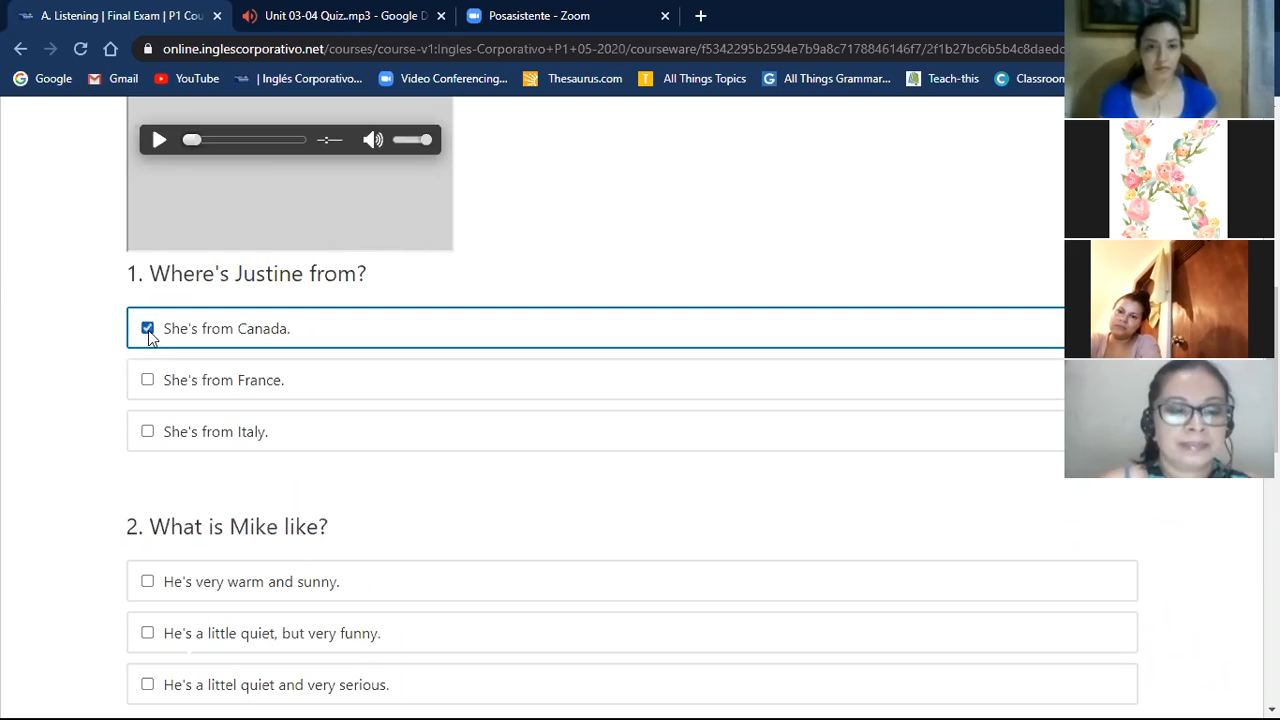 A. Listening | Final Exam | P1 Cou
Unit 03-04 Quiz..mp3 - Google D
Posasistente - Zoom
online.inglescorporativo.net/courses/course-v1:Ingles-Corporativo+P1+05-2020/courseware/f5342295b2594e7b9a8c7178846146f7/2f1b27bc6b5b4c8daedc
Google
Gmail
YouTube
| Inglés Corporativo...
Video Conferencing...
Thesaurus.com
All Things Topics
All Things Grammar...
Teach-this
Classroom
1. Where's Justine from?
She's from Canada.
She's from France.
She's from Italy.
2. What is Mike like?
He's very warm and sunny.
He's a little quiet, but very funny.
He's a littel quiet and very serious.